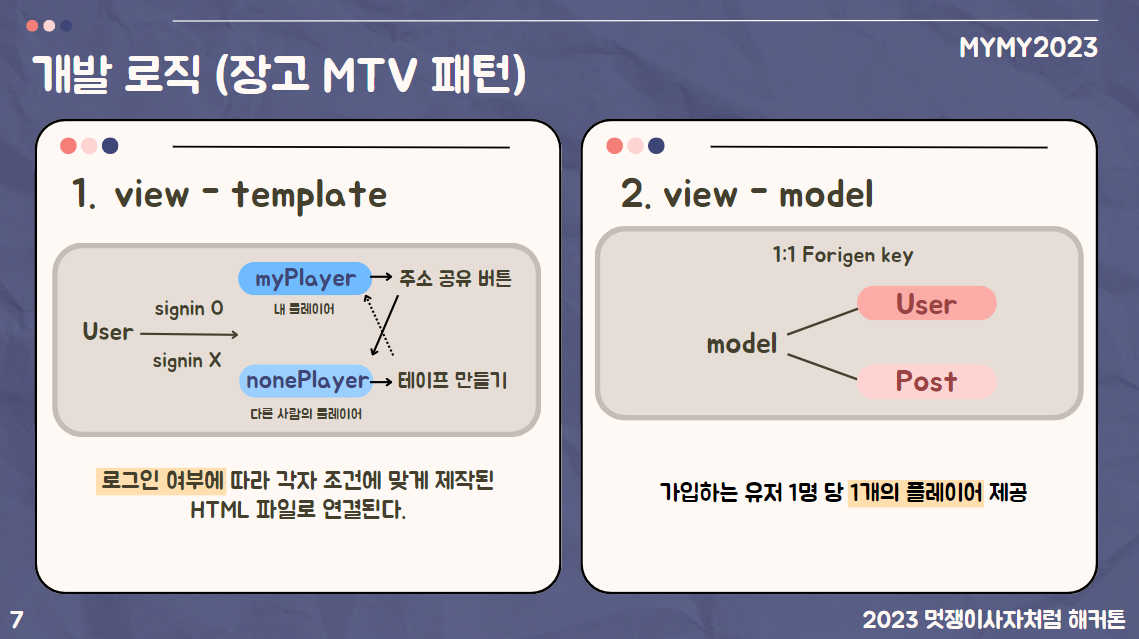 MYMY2023
개발 로직 (장고 MTV 패턴)
1. view - template
User
signin O
signin X
myPlayer
내 플레이어
주소 공유 버튼
nonePlayer
다른 사람의 플레이어
테이프 만들기
로그인 여부에 따라 각자 조건에 맞게 제작된
HTML 파일로 연결된다.
2. view - model
1:1 Forigen key
model
User
Post
가입하는 유저 1명 당 1개의 플레이어 제공
7
2023 멋쟁이사자처럼 해커톤